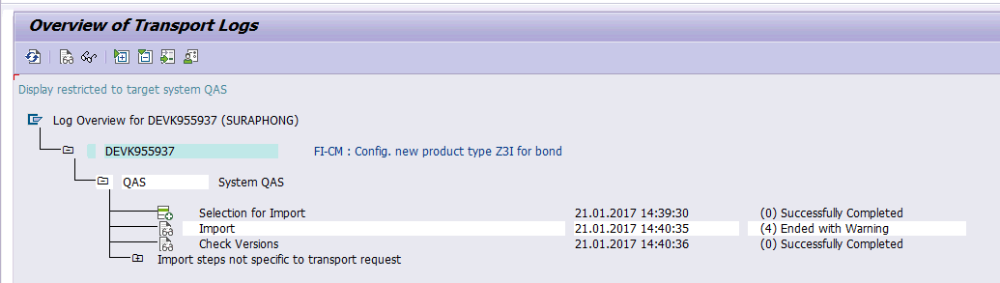 Overview of Transport Logs
Display restricted to target system QAS
Log Overview for DEVK955937 (SURAPHONG)
DEVK955937 FI-CM : Config. new product type Z3I for bond
QAS System QAS
Selection for Import 21.01.2017 14:39:30 (0) Successfully Completed
Import 21.01.2017 14:40:35 (4) Ended with Warning
Check Versions 21.01.2017 14:40:36 (0) Successfully Completed
Import steps not specific to transport request